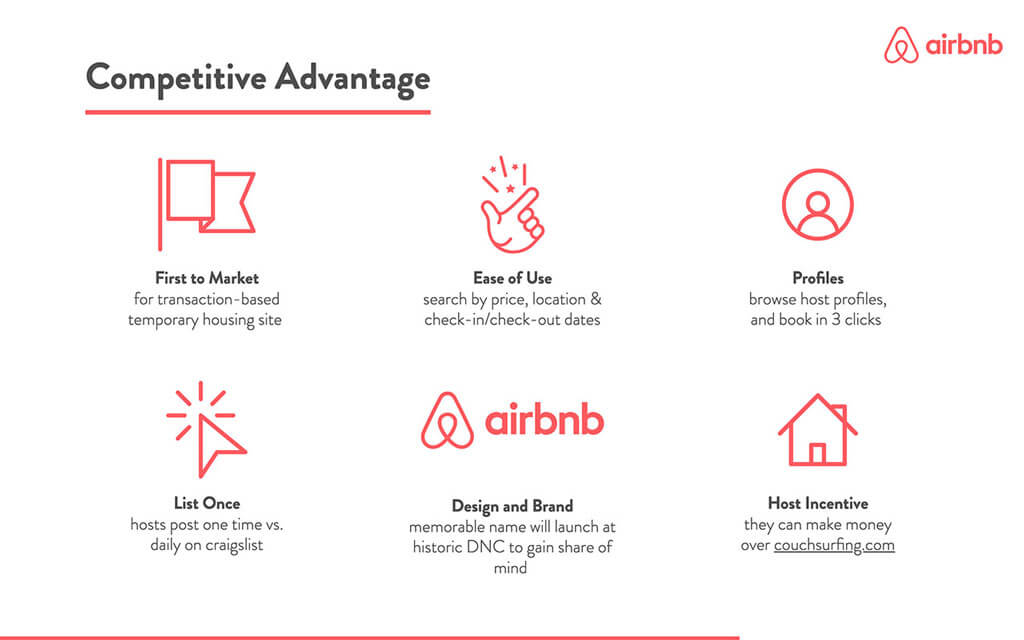 airbnb
Competitive Advantage
First to Market
for transaction-based
temporary housing site
Ease of Use
search by price, location &
check-in/check-out dates
Profiles
browse host profiles,
and book in 3 clicks
List Once
hosts post one time vs.
daily on craigslist
airbnb
Design and Brand
memorable name will launch at
historic DNC to gain share of
mind
Host Incentive
they can make money
over couchsurfing.com